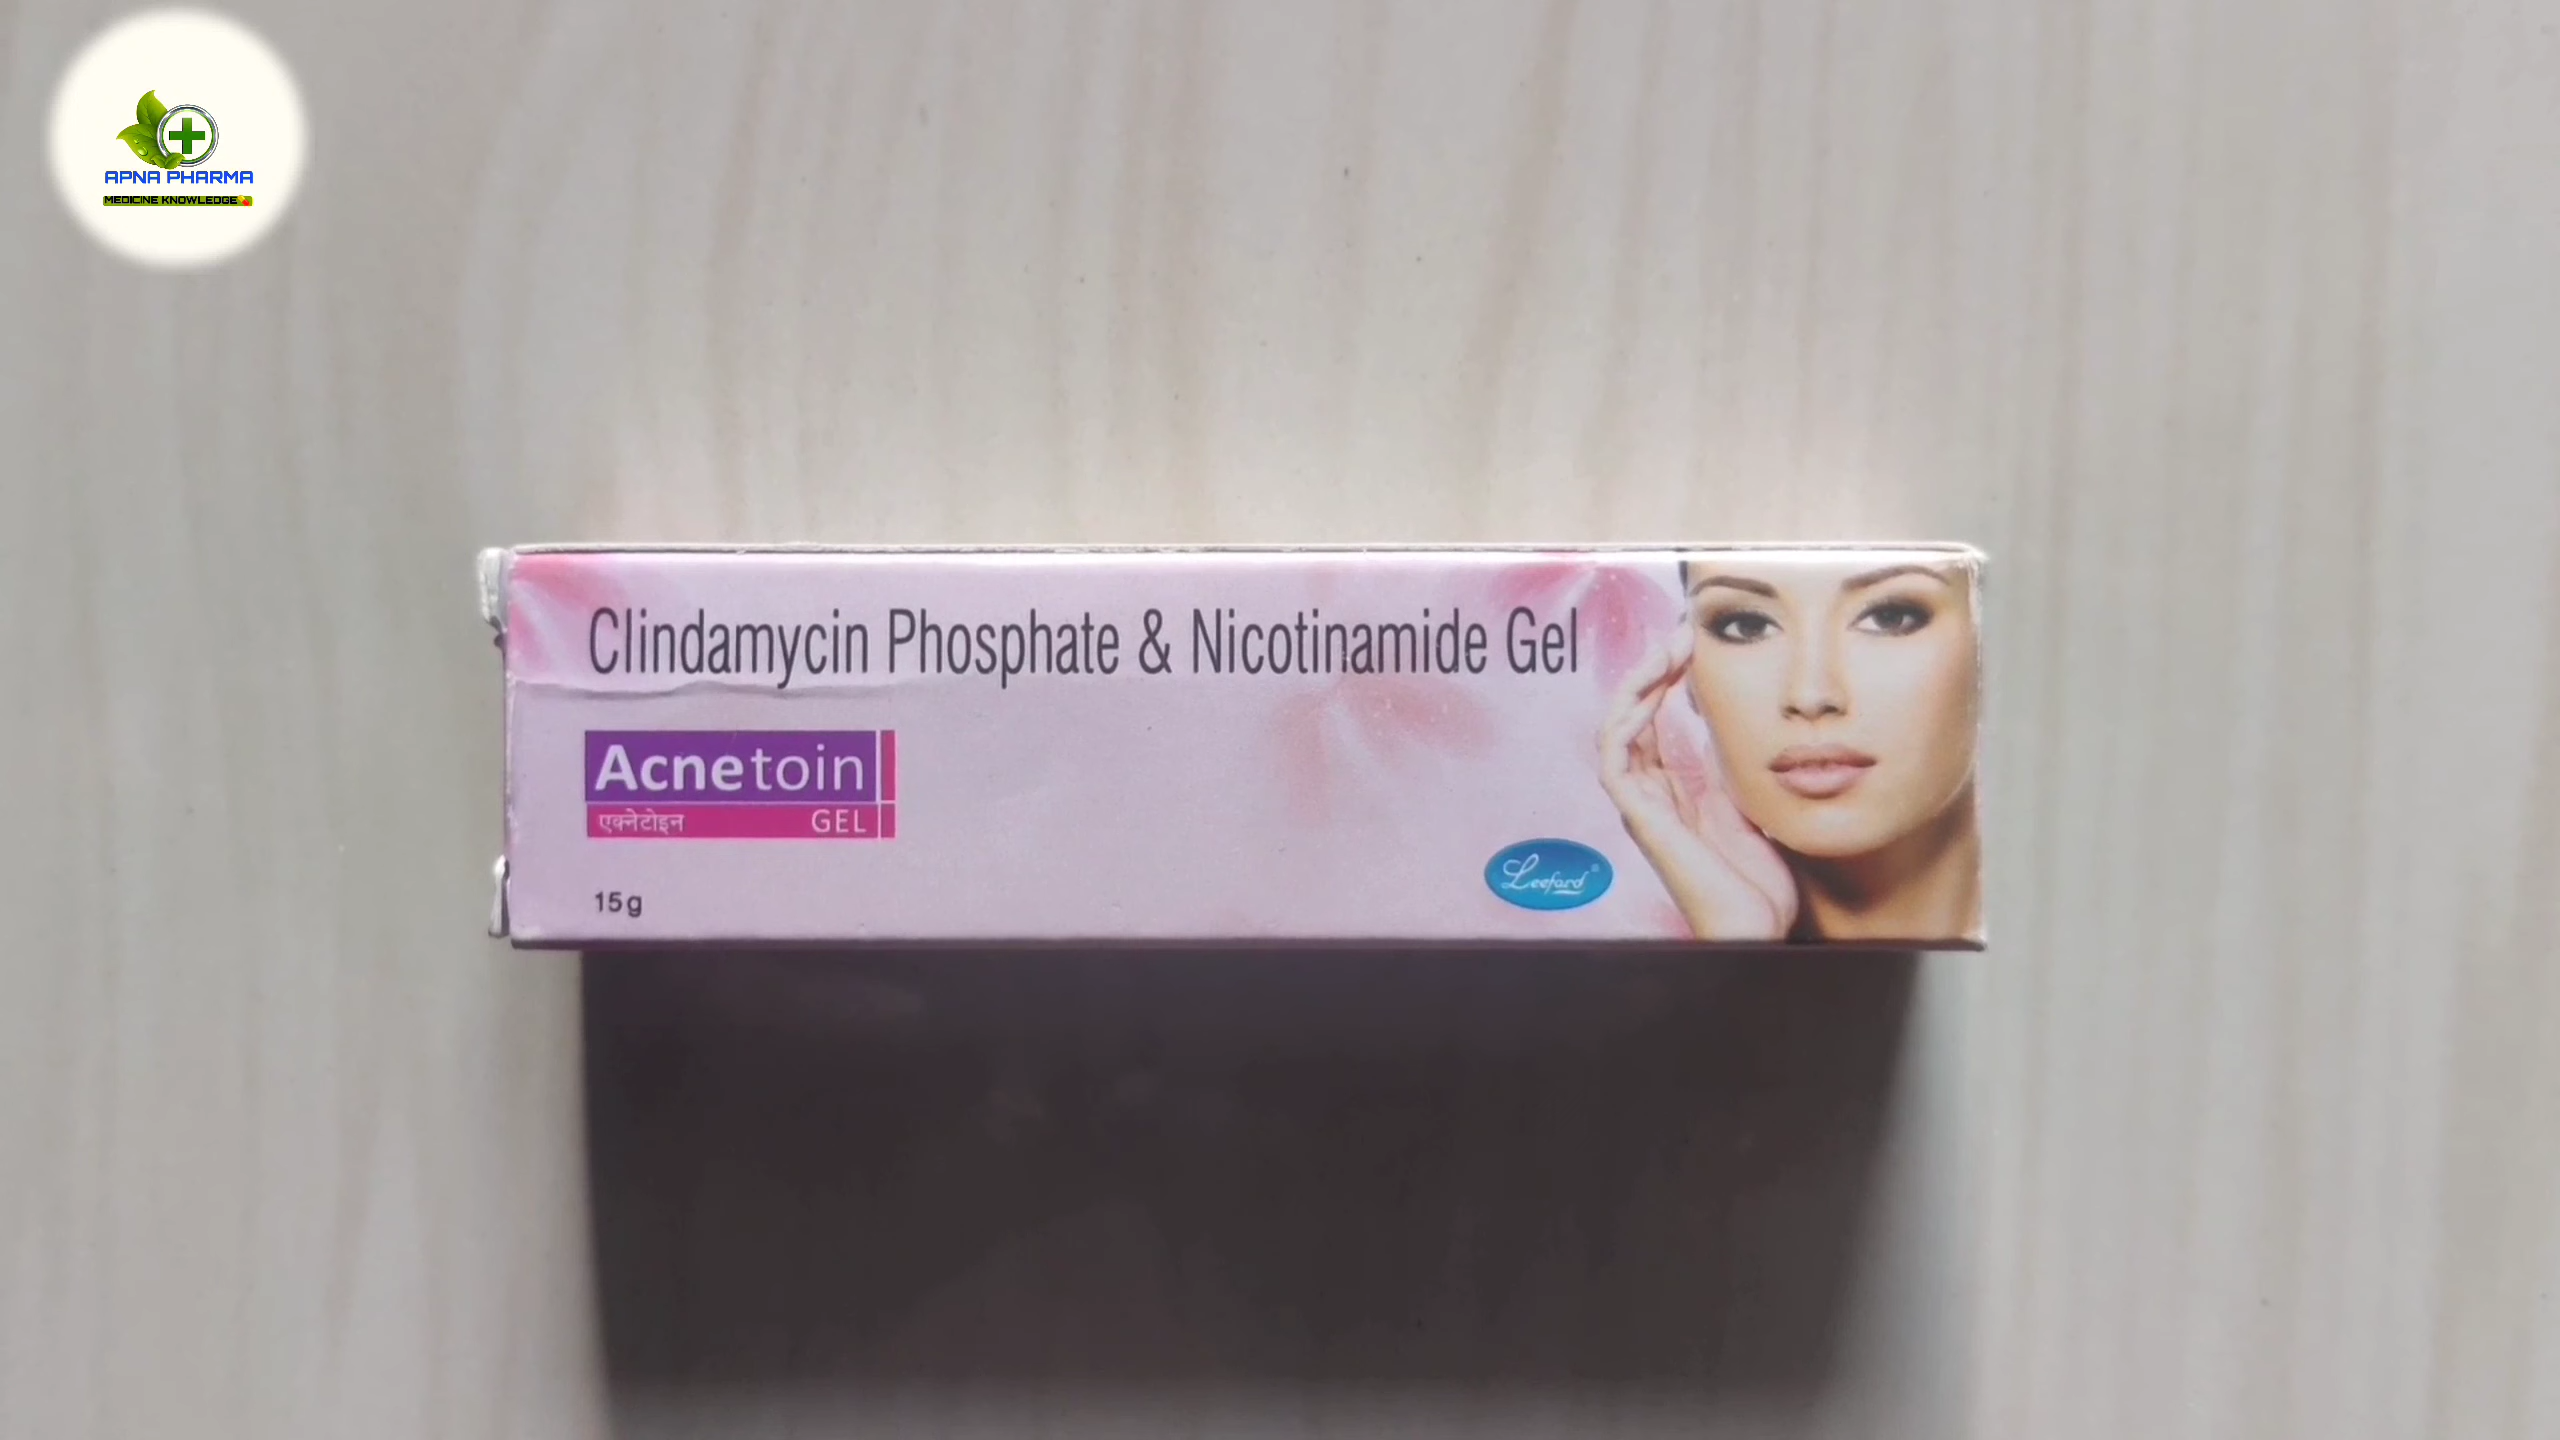 APNA PHARMA
MEDICINE KNOWLEDGE
Clindamycin Phosphate & Nicotinamide Gel
Acnetoin
एक्नेटोइन GEL
Leeford®
15g